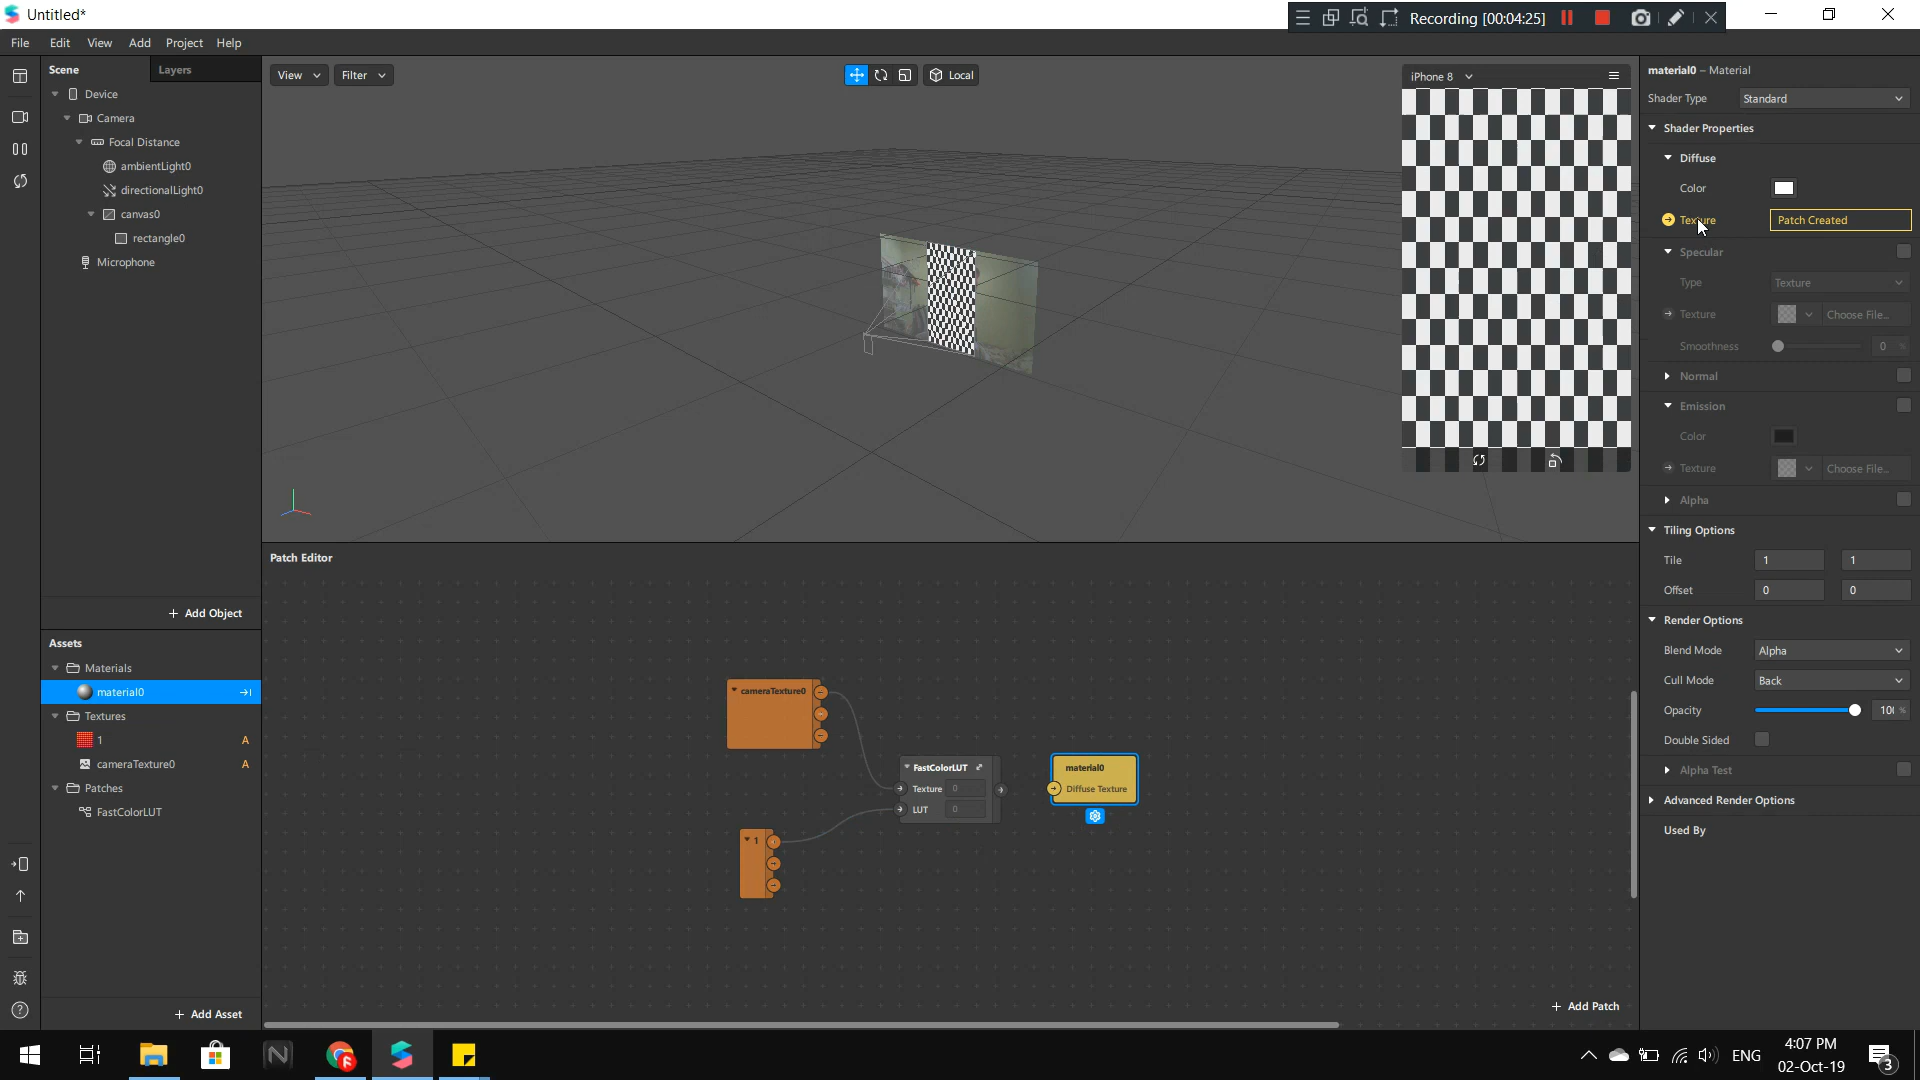 Untitled*
Recording [00:04:25]
File Edit View Add Project Help
Scene Layers
Device
Camera
Focal Distance
ambientLight0
directionalLight0
canvas0
rectangle0
Microphone
+ Add Object
Assets
Materials
material0
Textures
1 A
cameraTexture0 A
Patches
FastColorLUT
+ Add Asset
View Filter Local
iPhone 8
Patch Editor
cameraTexture0
FastColorLUT
Texture 0
LUT 0
1
material0
Diffuse Texture
+ Add Patch
material0 – Material
Shader Type Standard
Shader Properties
Diffuse
Color
Texture Patch Created
Specular
Type Texture
Texture Choose File...
Smoothness 0 %
Normal
Emission
Color
Texture Choose File...
Alpha
Tiling Options
Tile 1 1
Offset 0 0
Render Options
Blend Mode Alpha
Cull Mode Back
Opacity 100 %
Double Sided
Alpha Test
Advanced Render Options
Used By
ENG
4:07 PM
02-Oct-19
3